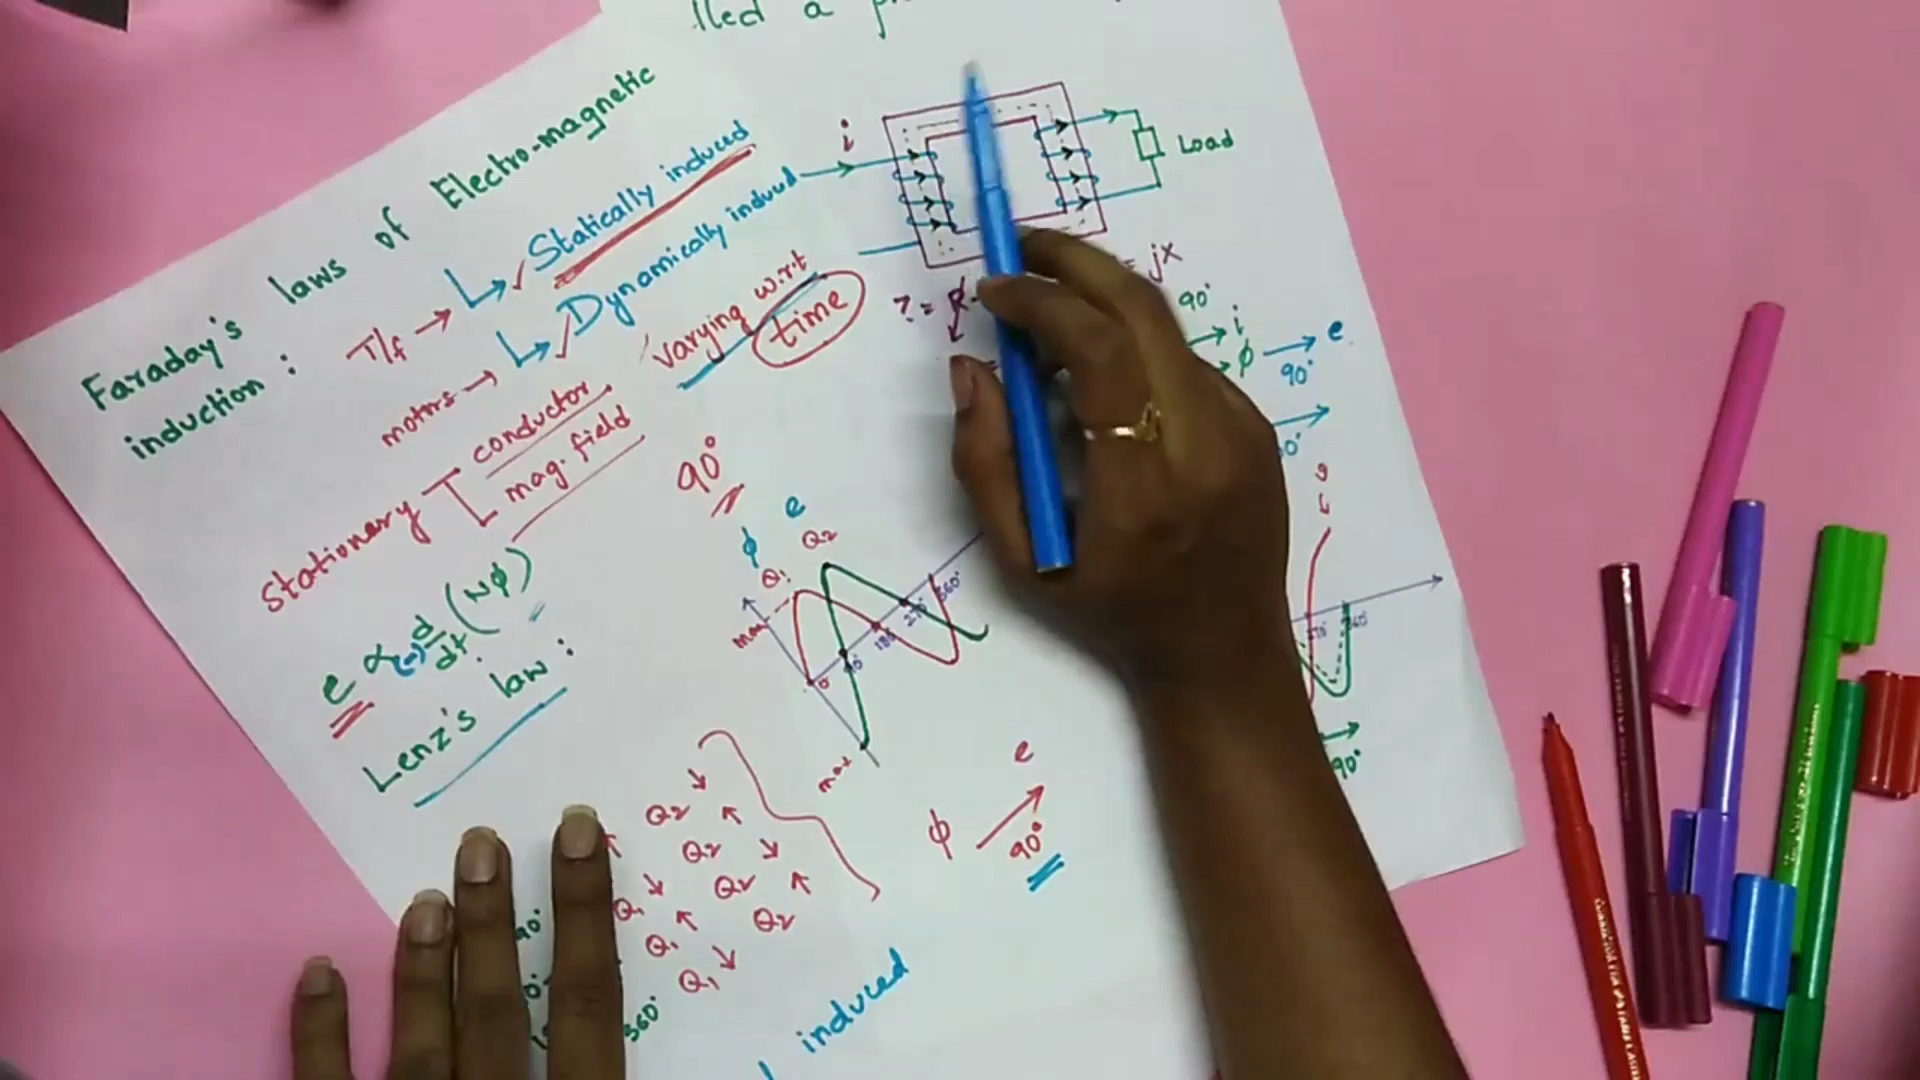 lled a
Faraday's laws of Electro-magnetic
induction :
T/f → Statically induced
motors → Dynamically induced
varying w.r.t
time
Stationary
conductor
mag. field
e α (-) d/dt (Nφ)
Lenz's law :
i
Load
= jX
90°
i
φ
e
90°
90°
φ
e
Q1
Q2
max
0°
90°
180°
270°
360°
max
270°
360°
90°
Q2
Q2
Q2
Q2
Q1
Q1
Q1
φ
e
90°
90°
360°
induced